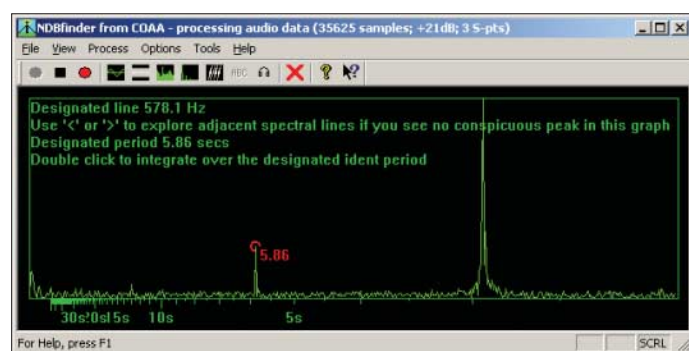 NDBfinder from COAA - processing audio data (35625 samples; +21dB; 3 S-pts)
File View Process Options Tools Help
ABC
Designated line 578.1 Hz
Use '<' or '>' to explore adjacent spectral lines if you see no conspicuous peak in this graph
Designated period 5.86 secs
Double click to integrate over the designated ident period
5.86
10s 5s
For Help, press F1 SCRL